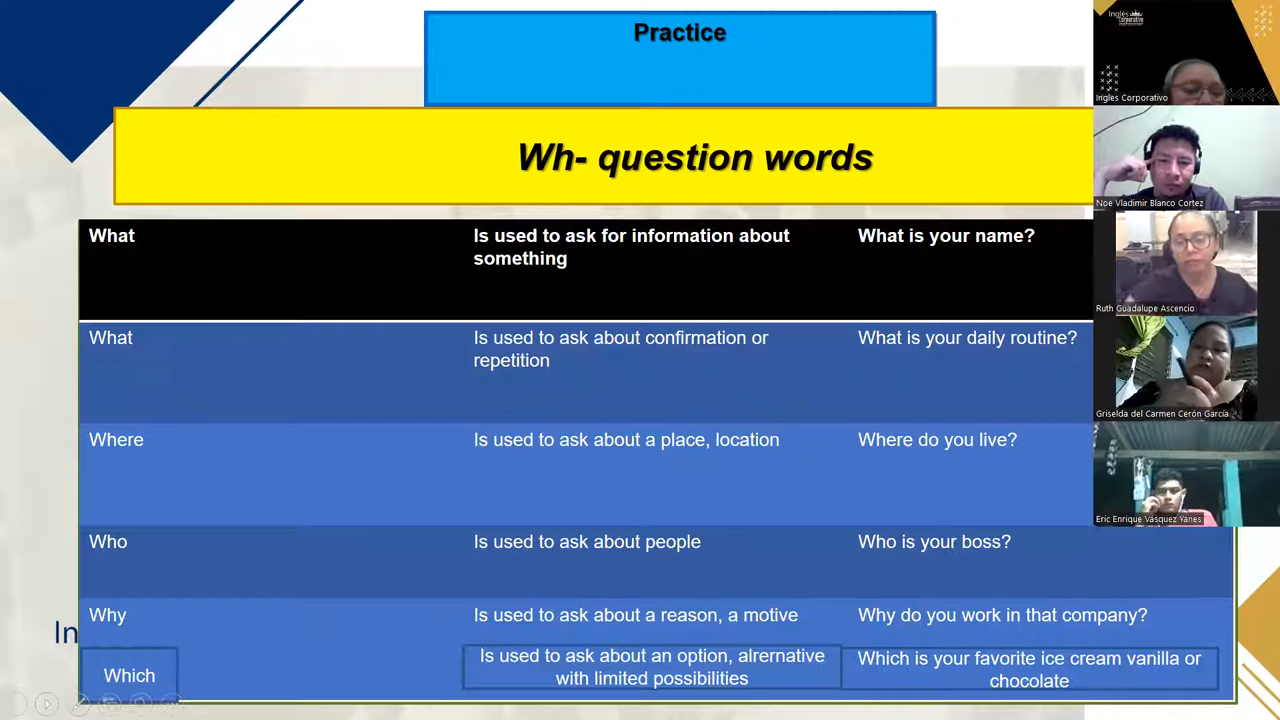 Practice
Wh- question words
What
Is used to ask for information about
something
What is your name?
What
Is used to ask about confirmation or
repetition
What is your daily routine?
Where
Is used to ask about a place, location
Where do you live?
Who
Is used to ask about people
Who is your boss?
Why
Is used to ask about a reason, a motive
Why do you work in that company?
Which
Is used to ask about an option, alrernative
with limited possibilities
Which is your favorite ice cream vanilla or
chocolate
In
Inglés
Corporativo
Ingles Corporativo
Noe Vladimir Blanco Cortez
Ruth Guadalupe Ascencio
Griselda del Carmen Cerón García
Eric Enrique Vásquez Yanes